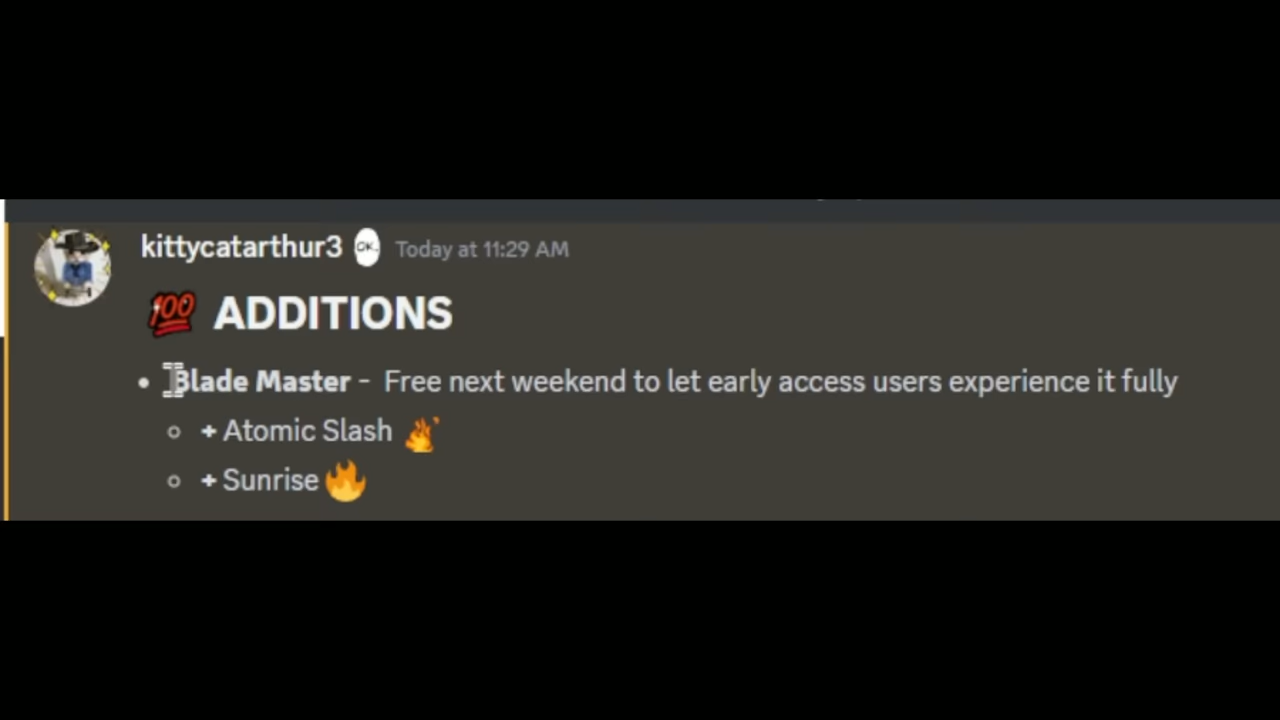 kittycatarthur3 OK. Today at 11:29 AM
💯 ADDITIONS
• Blade Master - Free next weekend to let early access users experience it fully
◦ + Atomic Slash 🔥
◦ + Sunrise 🔥